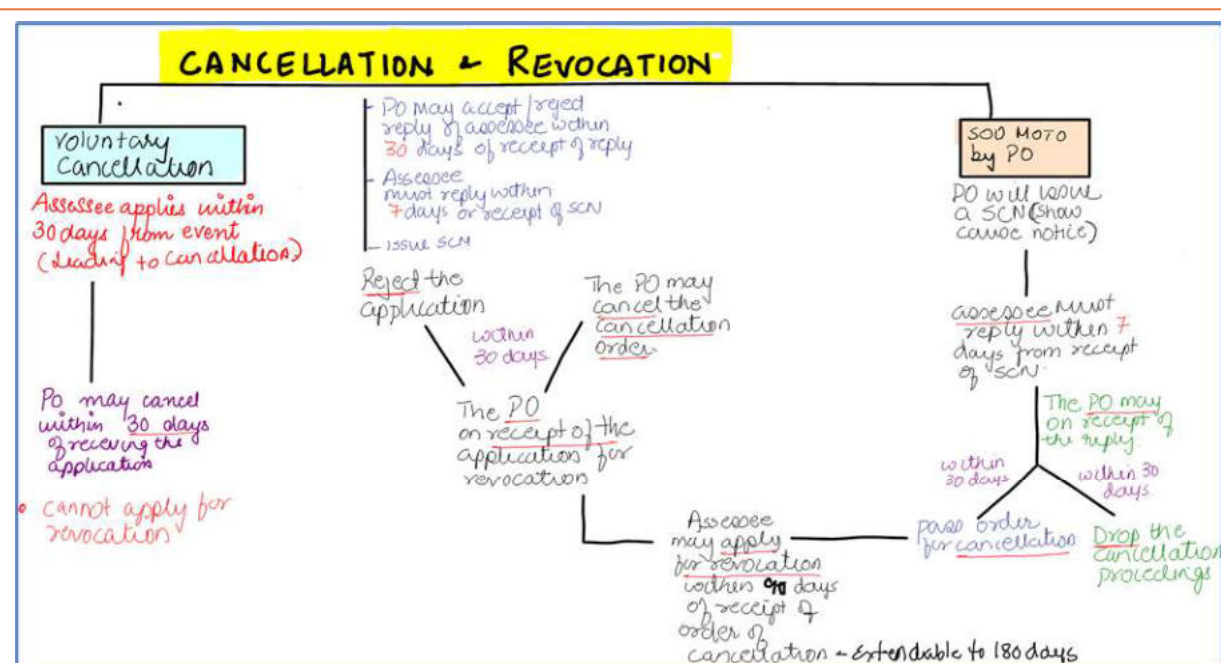 CANCELLATION & REVOCATION
Voluntary
Cancellation
Assessee applies within
30 days from event
(leading to cancellation)
PO may cancel
within 30 days
of receving the
application
• cannot apply for
revocation
PO may accept/reject
reply of assessee within
30 days of receipt of reply
Assessee
must reply within
7 days or receipt of SCN
Issue SCN
Reject the
application
The PO may
cancel the
cancellation
order.
within
30 days
The PO
on receipt of the
application for
revocation
SOU MOTO
by PO
PO will issue
a SCN (show
cause notice)
assessee must
reply within 7
days from receipt
of SCN.
The PO may
on receipt of
the reply
within
30 days
within 30
days.
pass order
for cancellation
Drop the
cancellation
proceedings
Assessee
may apply
for revocation
within 90 days
of receipt of
order of
cancellation - extendable to 180 days